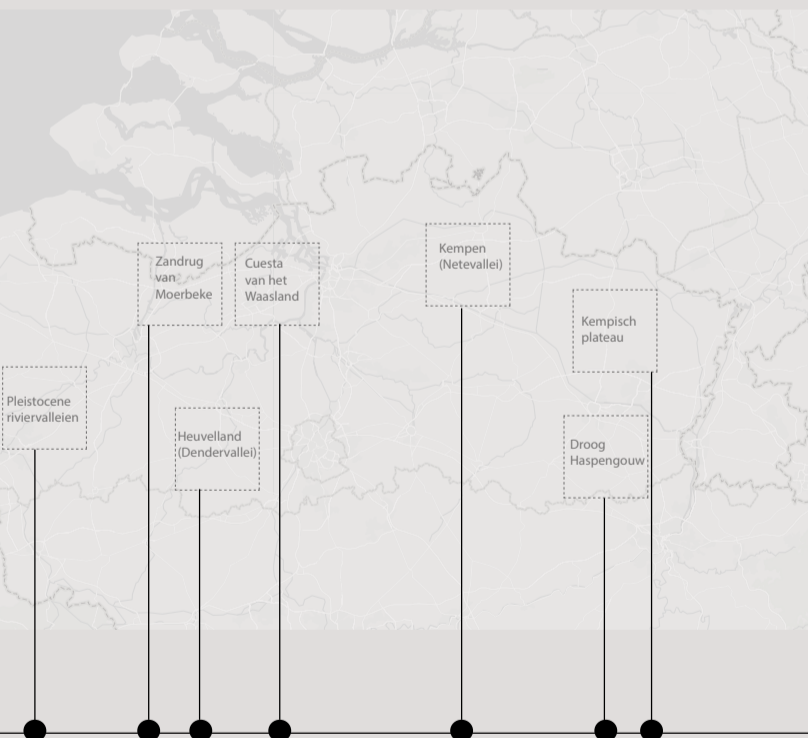 Zandrug
van
Moerbeke
Cuesta
van het
Waasland
Kempen
(Netevallei)
Kempisch
plateau
Pleistocene
riviervalleien
Heuvelland
(Dendervallei)
Droog
Haspengouw